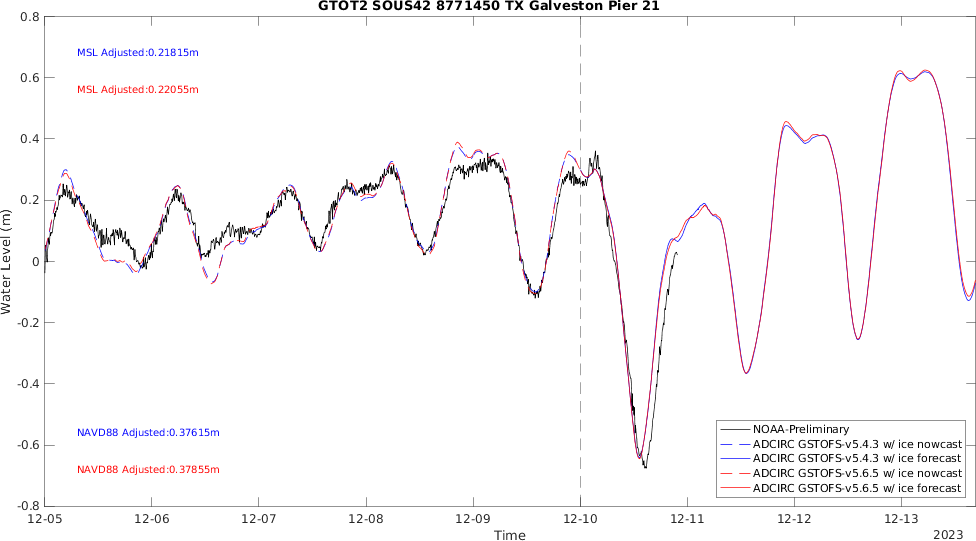 GTOT2 SOUS42 8771450 TX Galveston Pier 21
0.8
MSL Adjusted:0.21815m
0.6
MSL Adjusted:0.22055m
0.4
0.2
0
-0.2
-0.4
-0.6
-0.8
Water Level (m)
NAVD88 Adjusted:0.37615m
NAVD88 Adjusted:0.37855m
NOAA-Preliminary
ADCIRC GSTOFS-v5.4.3 w/ ice nowcast
ADCIRC GSTOFS-v5.4.3 w/ ice forecast
ADCIRC GSTOFS-v5.6.5 w/ ice nowcast
ADCIRC GSTOFS-v5.6.5 w/ ice forecast
12-05 12-06 12-07 12-08 12-09 12-10 12-11 12-12 12-13
Time
2023